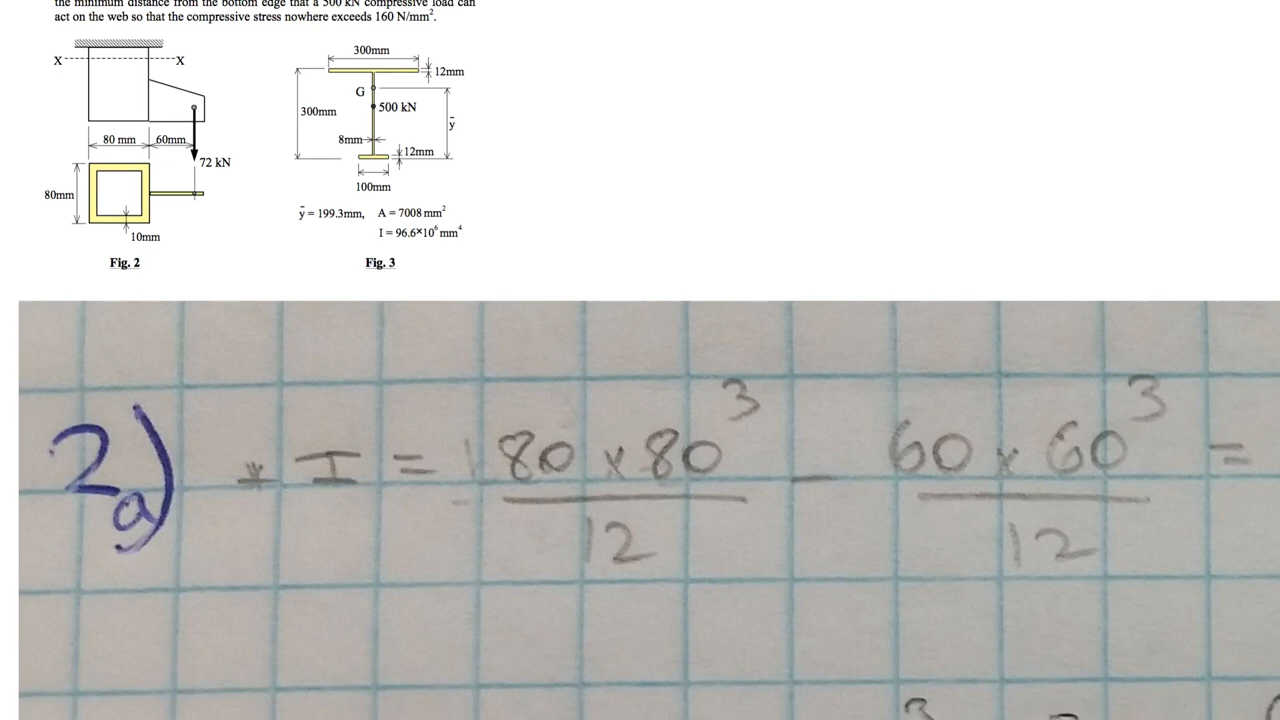 the minimum distance from the bottom edge that a 500 kN compressive load can
act on the web so that the compressive stress nowhere exceeds 160 N/mm².
X X
80 mm 60mm
72 kN
80mm
10mm
Fig. 2
300mm
12mm
G
500 kN
300mm
ȳ
8mm
12mm
100mm
ȳ = 199.3mm, A = 7008 mm²
I = 96.6×10⁶ mm⁴
Fig. 3
2a) * I = 80 x 80³ / 12 - 60 x 60³ / 12 =